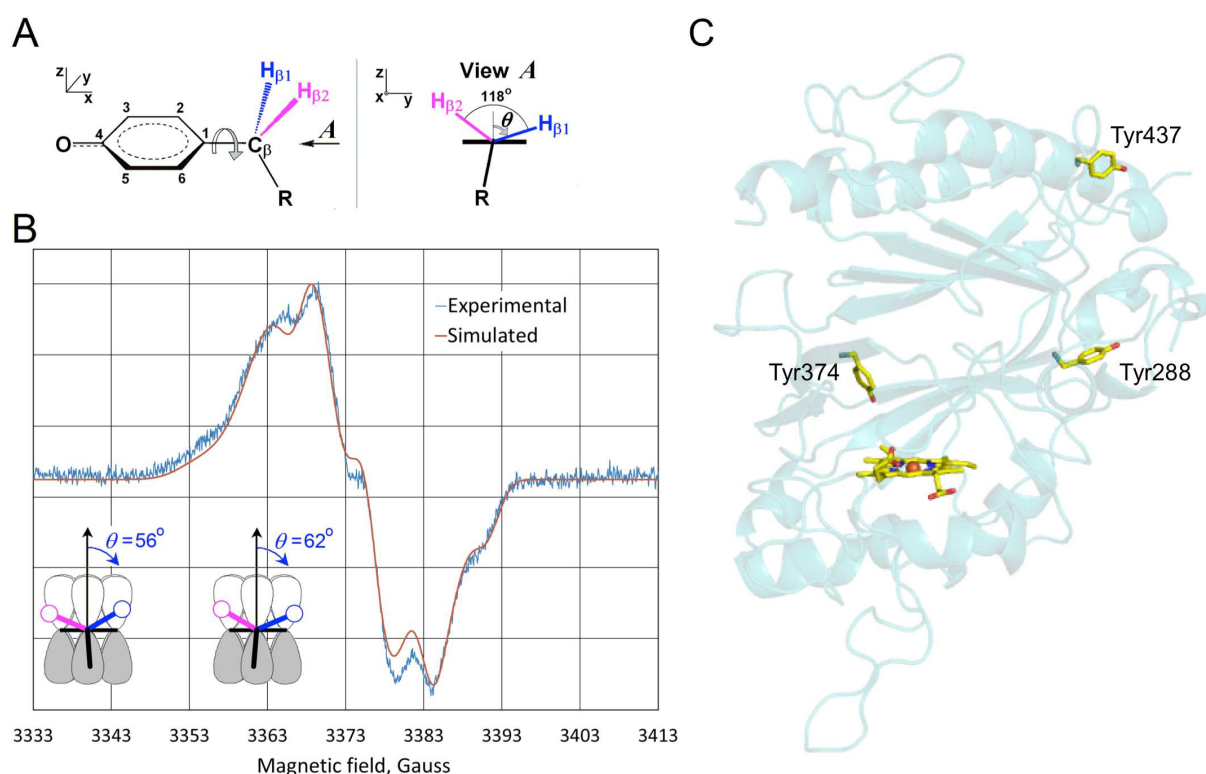 A
z
y
x
3
2
4
1
5
6
O
C
β
Hβ1
Hβ2
R
A
View A
z
x
y
118°
θ
Hβ2
Hβ1
R
B
Experimental
Simulated
θ = 56°
θ = 62°
3333 3343 3353 3363 3373 3383 3393 3403 3413
Magnetic field, Gauss
C
Tyr437
Tyr374
Tyr288